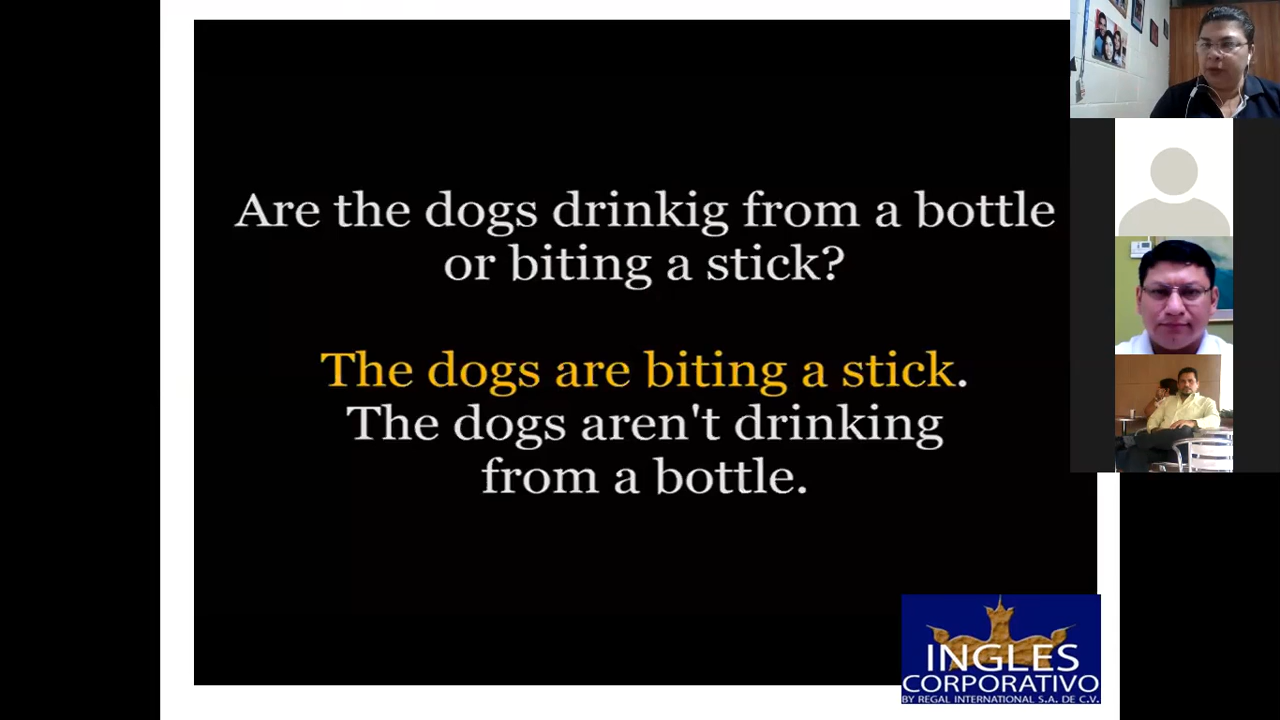 Are the dogs drinkig from a bottle
or biting a stick?
The dogs are biting a stick.
The dogs aren't drinking
from a bottle.
INGLES
CORPORATIVO
BY REGAL INTERNATIONAL S.A. DE C.V.